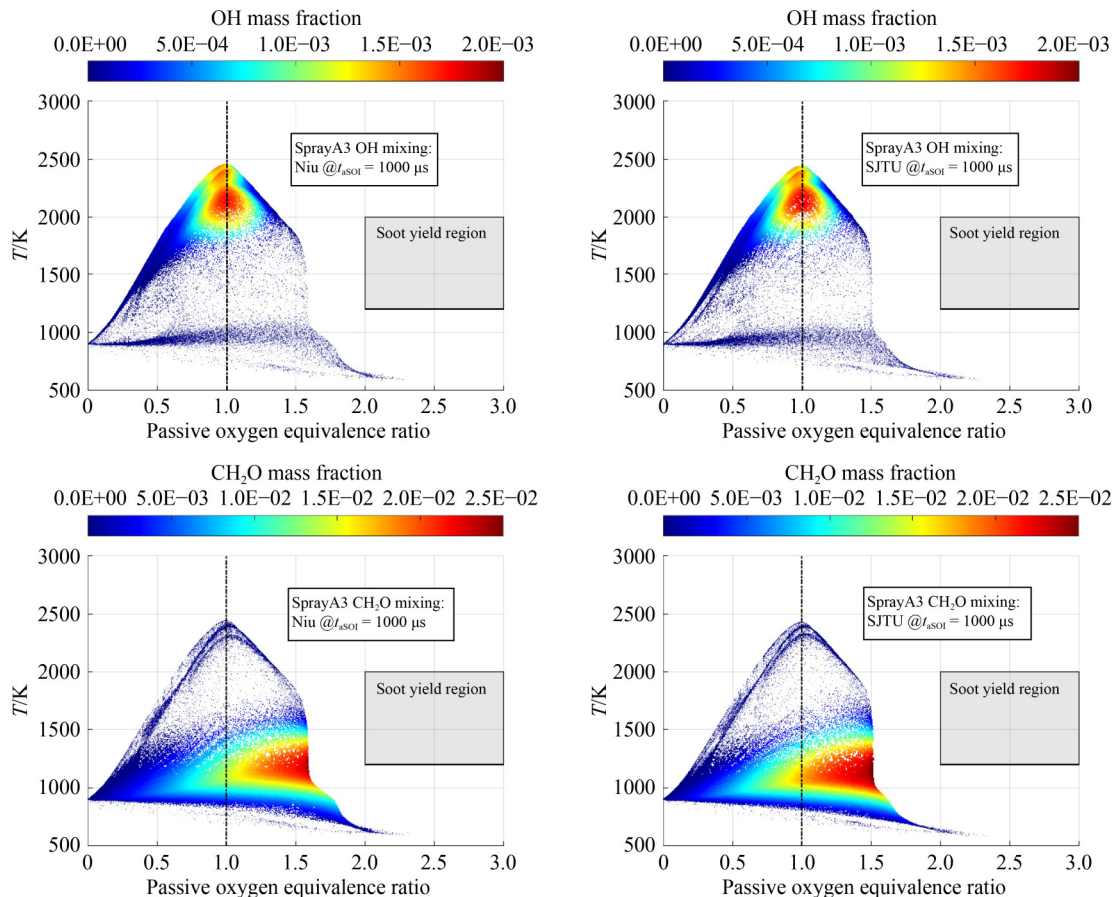 OH mass fraction
0.0E+00 5.0E−04 1.0E−03 1.5E−03 2.0E−03
3000
2500
2000
1500
1000
500
T/K
SprayA3 OH mixing:
Niu @t_aSOI = 1000 μs
Soot yield region
0 0.5 1.0 1.5 2.0 2.5 3.0
Passive oxygen equivalence ratio
OH mass fraction
0.0E+00 5.0E−04 1.0E−03 1.5E−03 2.0E−03
3000
2500
2000
1500
1000
500
T/K
SprayA3 OH mixing:
SJTU @t_aSOI = 1000 μs
Soot yield region
0 0.5 1.0 1.5 2.0 2.5 3.0
Passive oxygen equivalence ratio
CH₂O mass fraction
0.0E+00 5.0E−03 1.0E−02 1.5E−02 2.0E−02 2.5E−02
3000
2500
2000
1500
1000
500
T/K
SprayA3 CH₂O mixing:
Niu @t_aSOI = 1000 μs
Soot yield region
0 0.5 1.0 1.5 2.0 2.5 3.0
Passive oxygen equivalence ratio
CH₂O mass fraction
0.0E+00 5.0E−03 1.0E−02 1.5E−02 2.0E−02 2.5E−02
3000
2500
2000
1500
1000
500
T/K
SprayA3 CH₂O mixing:
SJTU @t_aSOI = 1000 μs
Soot yield region
0 0.5 1.0 1.5 2.0 2.5 3.0
Passive oxygen equivalence ratio